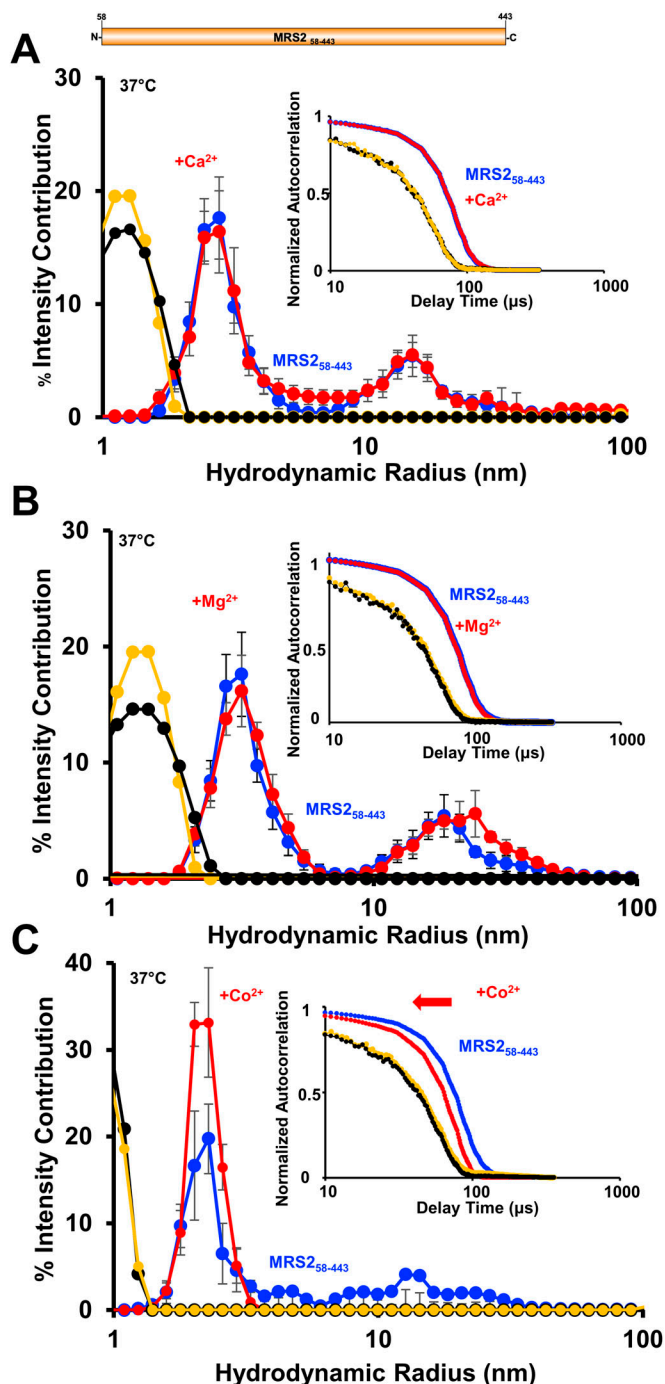 58 443
N- MRS2 58-443 -C
A
37°C
30
20
10
0
% Intensity Contribution
+Ca²⁺
MRS2₅₈₋₄₄₃
1 10 100
Hydrodynamic Radius (nm)
Normalized Autocorrelation
1
0.5
0
MRS2₅₈₋₄₄₃
+Ca²⁺
10 100 1000
Delay Time (µs)
B
37°C
30
20
10
0
% Intensity Contribution
+Mg²⁺
MRS2₅₈₋₄₄₃
1 10 100
Hydrodynamic Radius (nm)
Normalized Autocorrelation
1
0.5
0
MRS2₅₈₋₄₄₃
+Mg²⁺
10 100 1000
Delay Time (µs)
C
37°C
40
30
20
10
0
% Intensity Contribution
+Co²⁺
MRS2₅₈₋₄₄₃
1 10 100
Hydrodynamic Radius (nm)
Normalized Autocorrelation
1
0.5
0
+Co²⁺
MRS2₅₈₋₄₄₃
10 100 1000
Delay Time (µs)